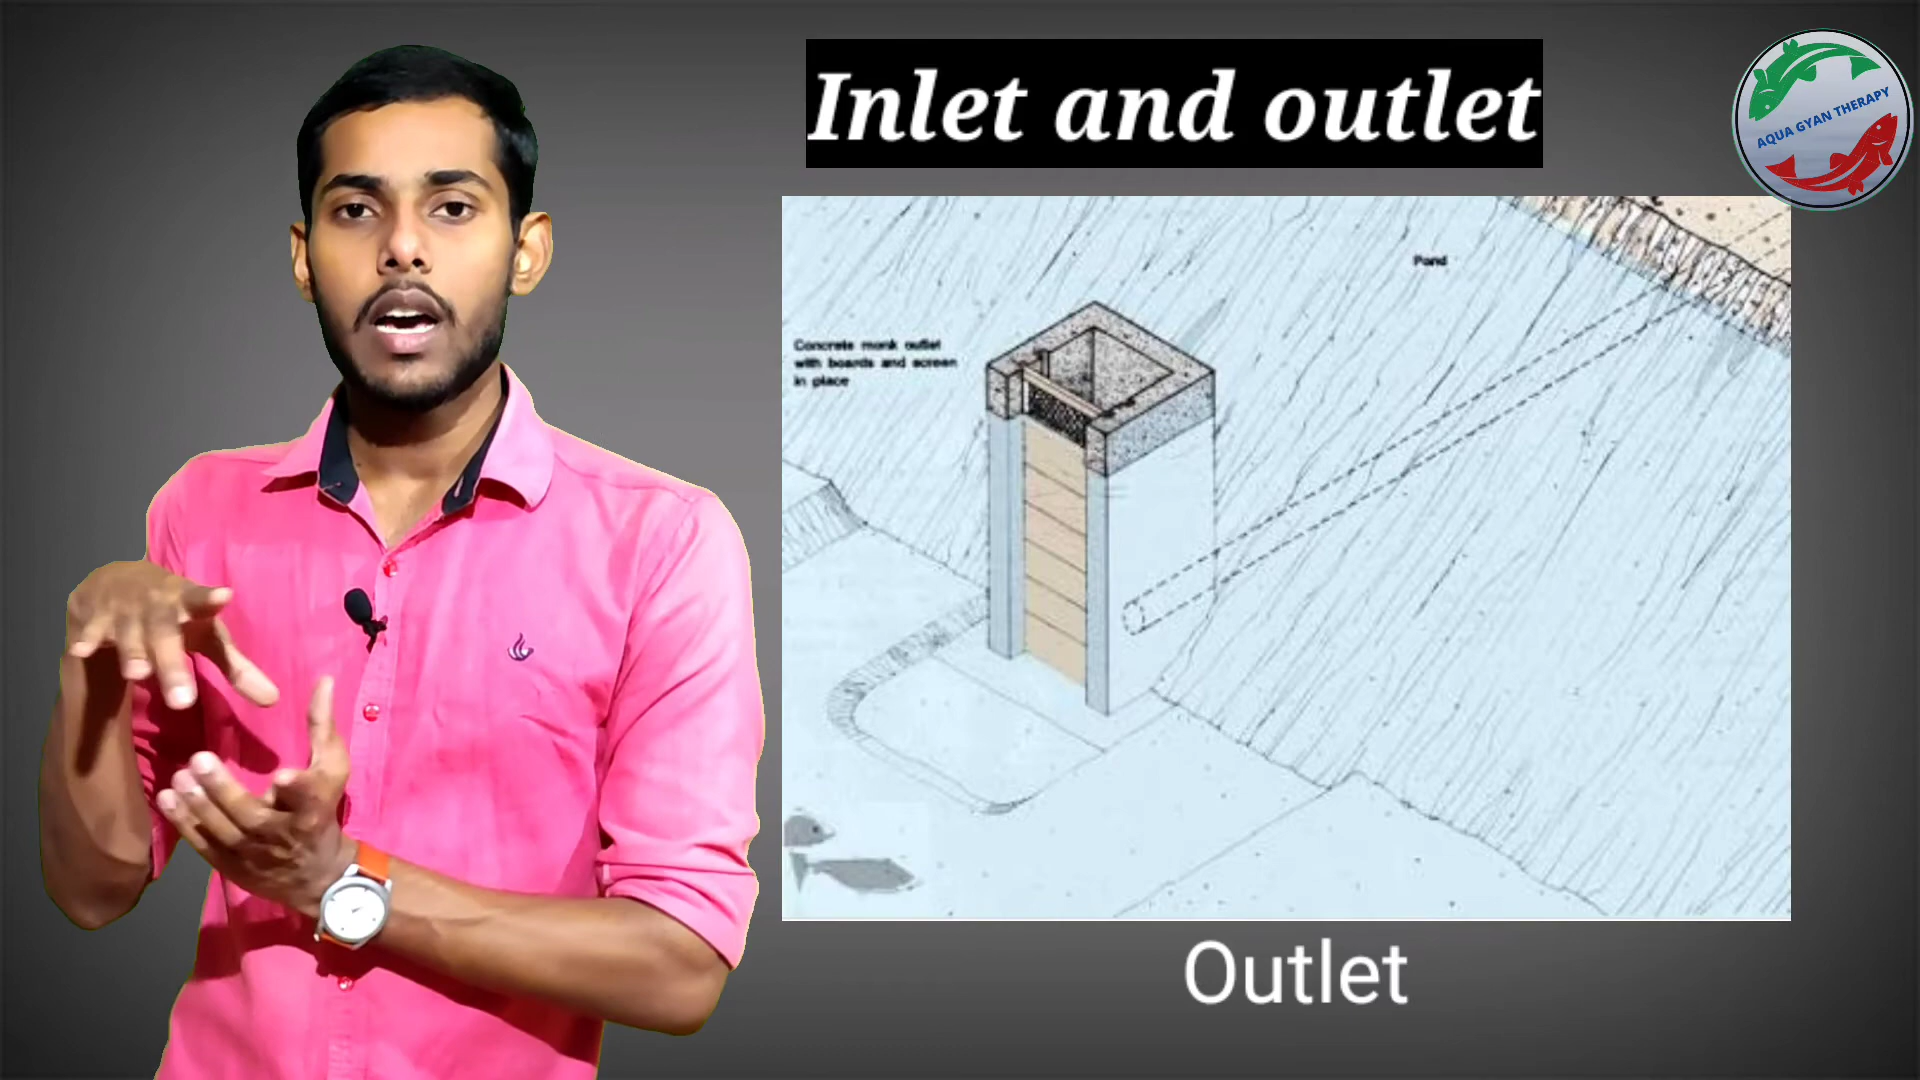 Inlet and outlet
AQUA GYAN THERAPY
Pond
Concrete monk outlet
with boards and screen
in place
Outlet